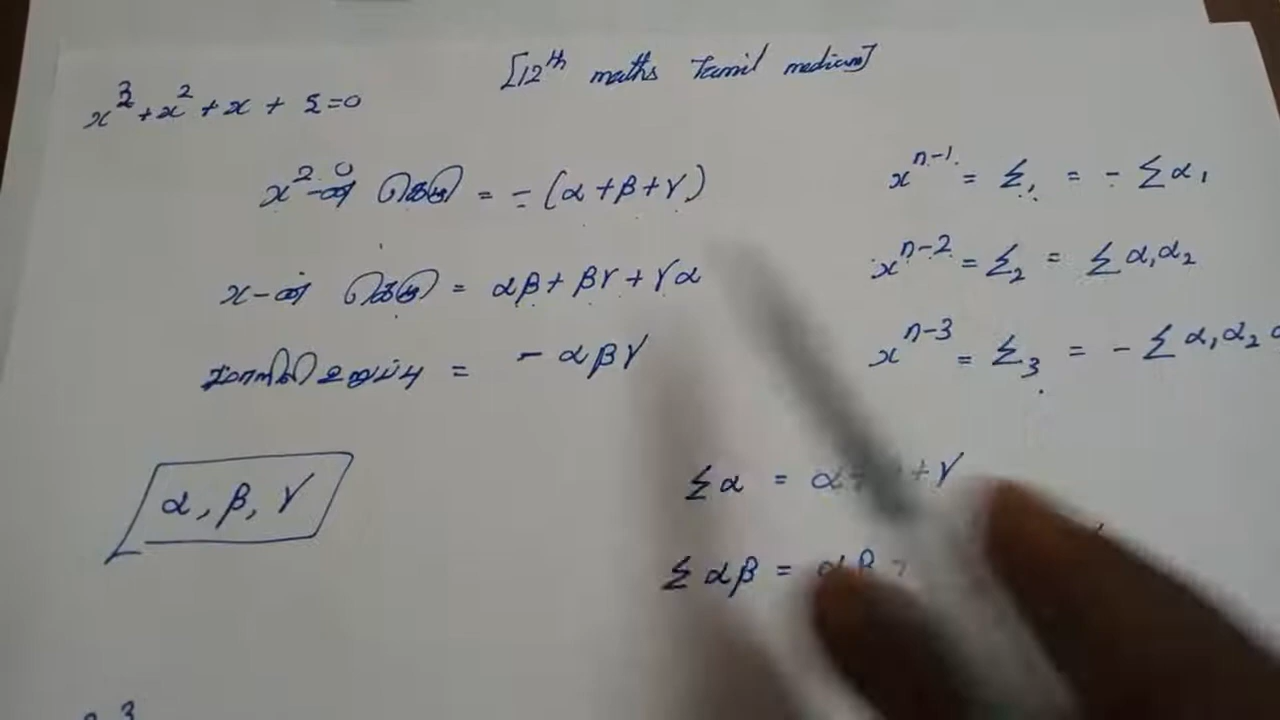 [12th maths Tamil medium]
x³ + x² + x + 5 = 0
x²-ன் கெழு = -(α + β + γ)
x-ன் கெழு = αβ + βγ + γα
மாறிலி உறுப்பு = - αβγ
α, β, γ
xⁿ⁻¹ = Σ₁ = - Σα₁
xⁿ⁻² = Σ₂ = Σα₁α₂
xⁿ⁻³ = Σ₃ = - Σα₁α₂
Σα = α + γ
Σαβ = αβ